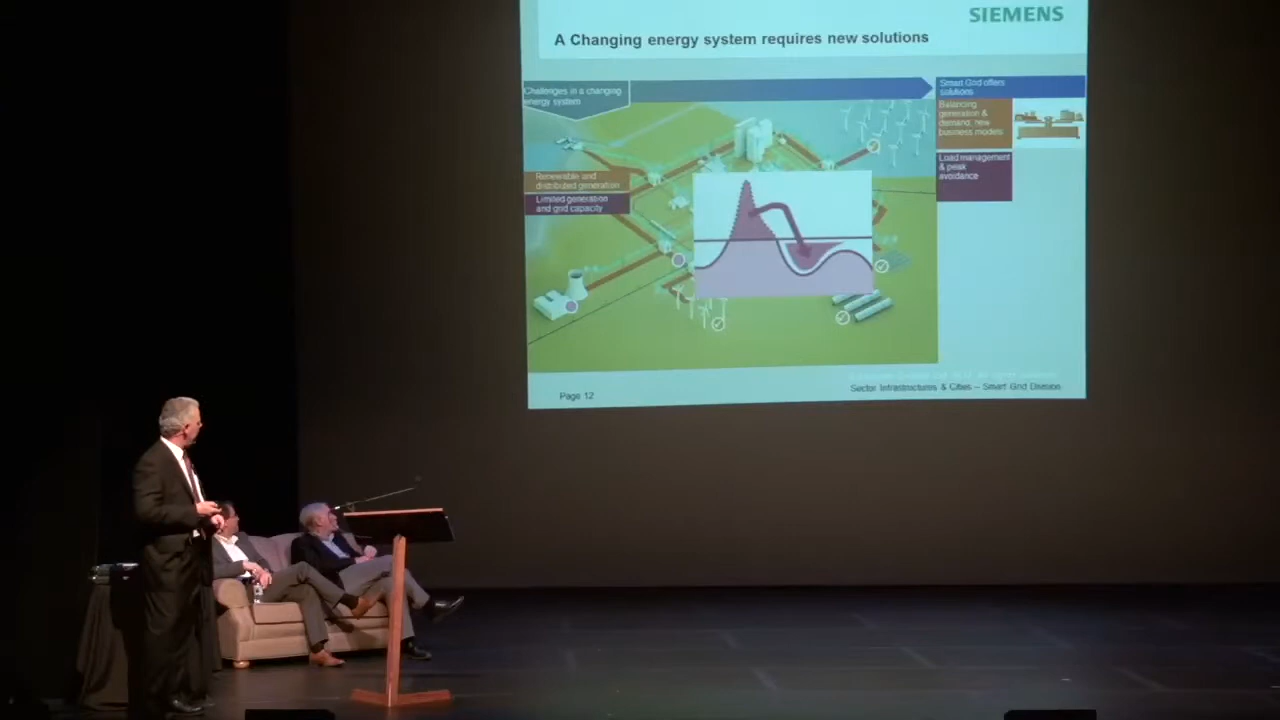 SIEMENS
A Changing energy system requires new solutions
Challenges in a changing
energy system
Smart Grid offers
solutions
Balancing
generation &
demand, new
business models
Renewable and
distributed generation
Limited generation
and grid capacity
Load management
& peak
avoidance
Page 12
Sector Infrastructures & Cities – Smart Grid Division